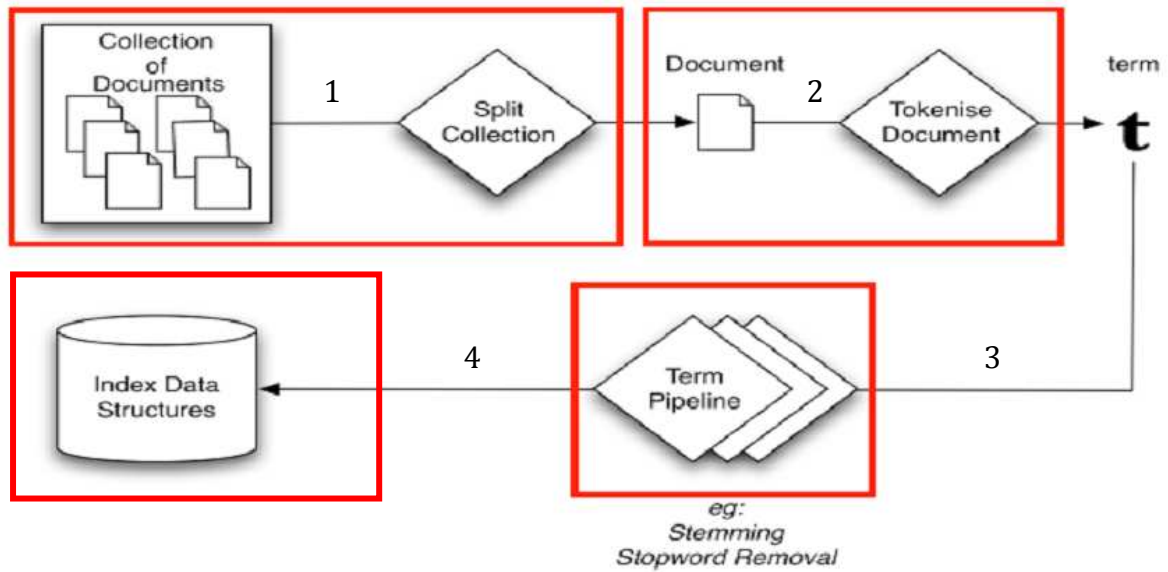 Collection
of
Documents
1
Split
Collection
Document
2
Tokenise
Document
term
t
Index Data
Structures
4
Term
Pipeline
3
eg:
Stemming
Stopword Removal